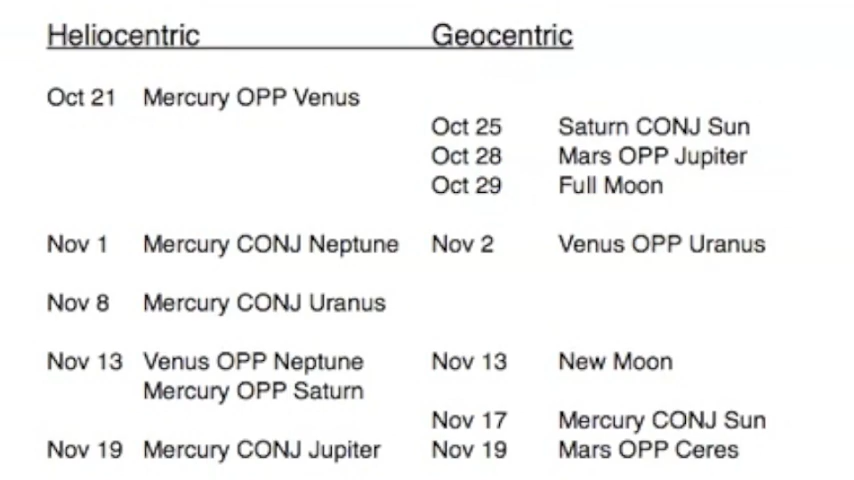 Heliocentric Geocentric
Oct 21 Mercury OPP Venus
Oct 25 Saturn CONJ Sun
Oct 28 Mars OPP Jupiter
Oct 29 Full Moon
Nov 1 Mercury CONJ Neptune Nov 2 Venus OPP Uranus
Nov 8 Mercury CONJ Uranus
Nov 13 Venus OPP Neptune Nov 13 New Moon
Mercury OPP Saturn
Nov 17 Mercury CONJ Sun
Nov 19 Mercury CONJ Jupiter Nov 19 Mars OPP Ceres